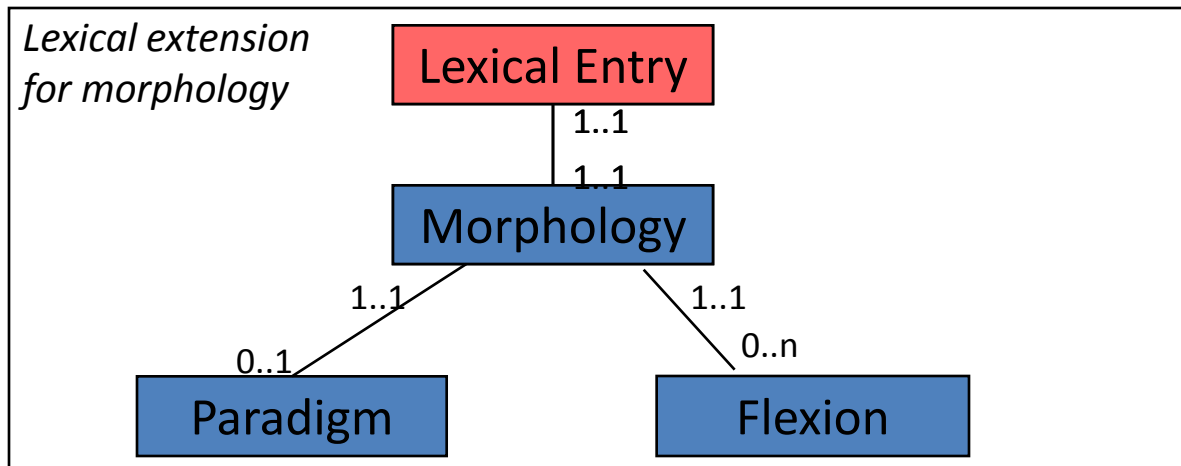 Lexical extension
for morphology
Lexical Entry
1..1
1..1
Morphology
1..1
1..1
0..1
0..n
Paradigm
Flexion